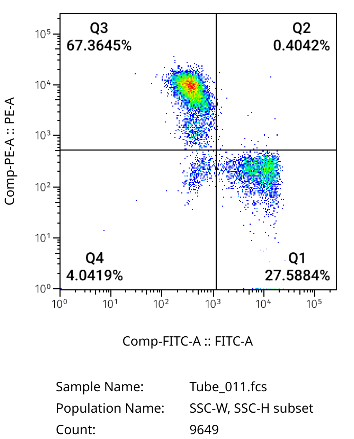 Q3
67.3645%
Q2
0.4042%
Q4
4.0419%
Q1
27.5884%
10⁵
10⁴
10³
10²
10¹
10⁰
Comp-PE-A :: PE-A
10⁰ 10¹ 10² 10³ 10⁴ 10⁵
Comp-FITC-A :: FITC-A
Sample Name: Tube_011.fcs
Population Name: SSC-W, SSC-H subset
Count: 9649